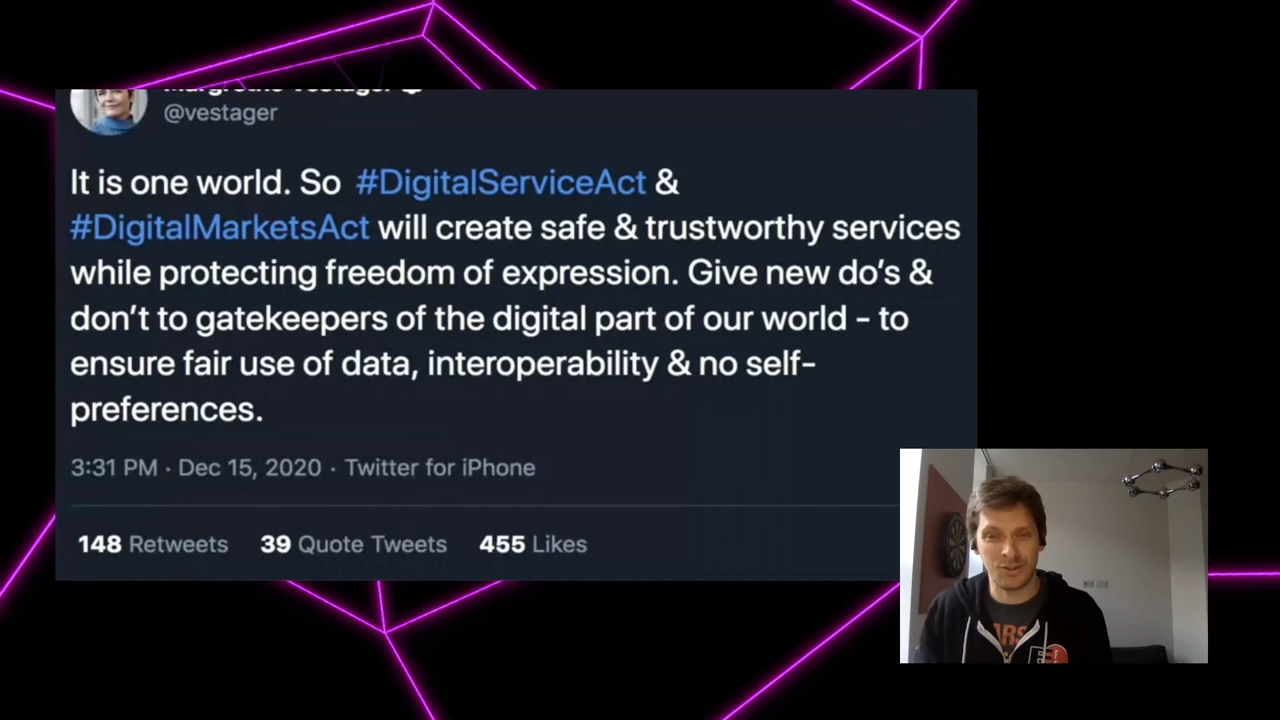 @vestager
It is one world. So #DigitalServiceAct &
#DigitalMarketsAct will create safe & trustworthy services
while protecting freedom of expression. Give new do’s &
don’t to gatekeepers of the digital part of our world - to
ensure fair use of data, interoperability & no self-
preferences.
3:31 PM · Dec 15, 2020 · Twitter for iPhone
148 Retweets 39 Quote Tweets 455 Likes